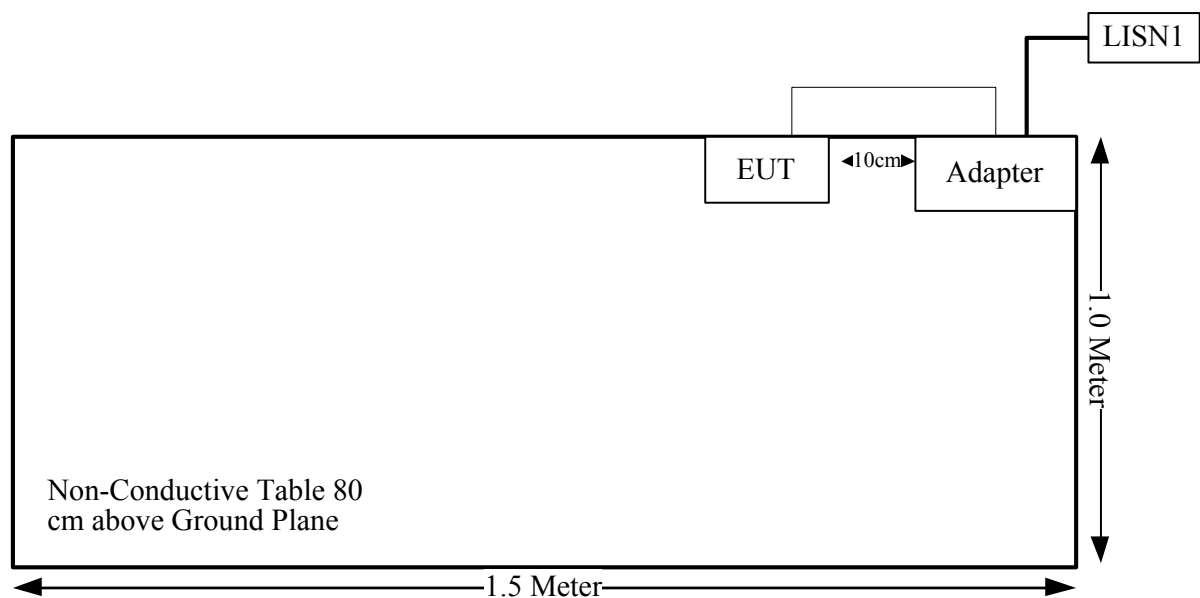 LISN1
EUT
10cm
Adapter
1.0 Meter
Non-Conductive Table 80
cm above Ground Plane
1.5 Meter